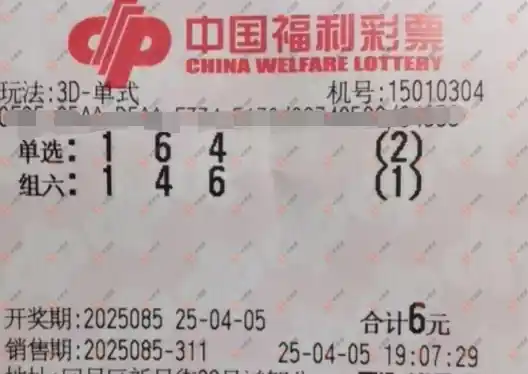 中国福利彩票
CHINA WELFARE LOTTERY
玩法:3D-单式 机号:15010304
单选: 1 6 4 (2)
组六: 1 4 6 (1)
开奖期:2025085 25-04-05 合计6元
销售期:2025085-311 25-04-05 19:07:29